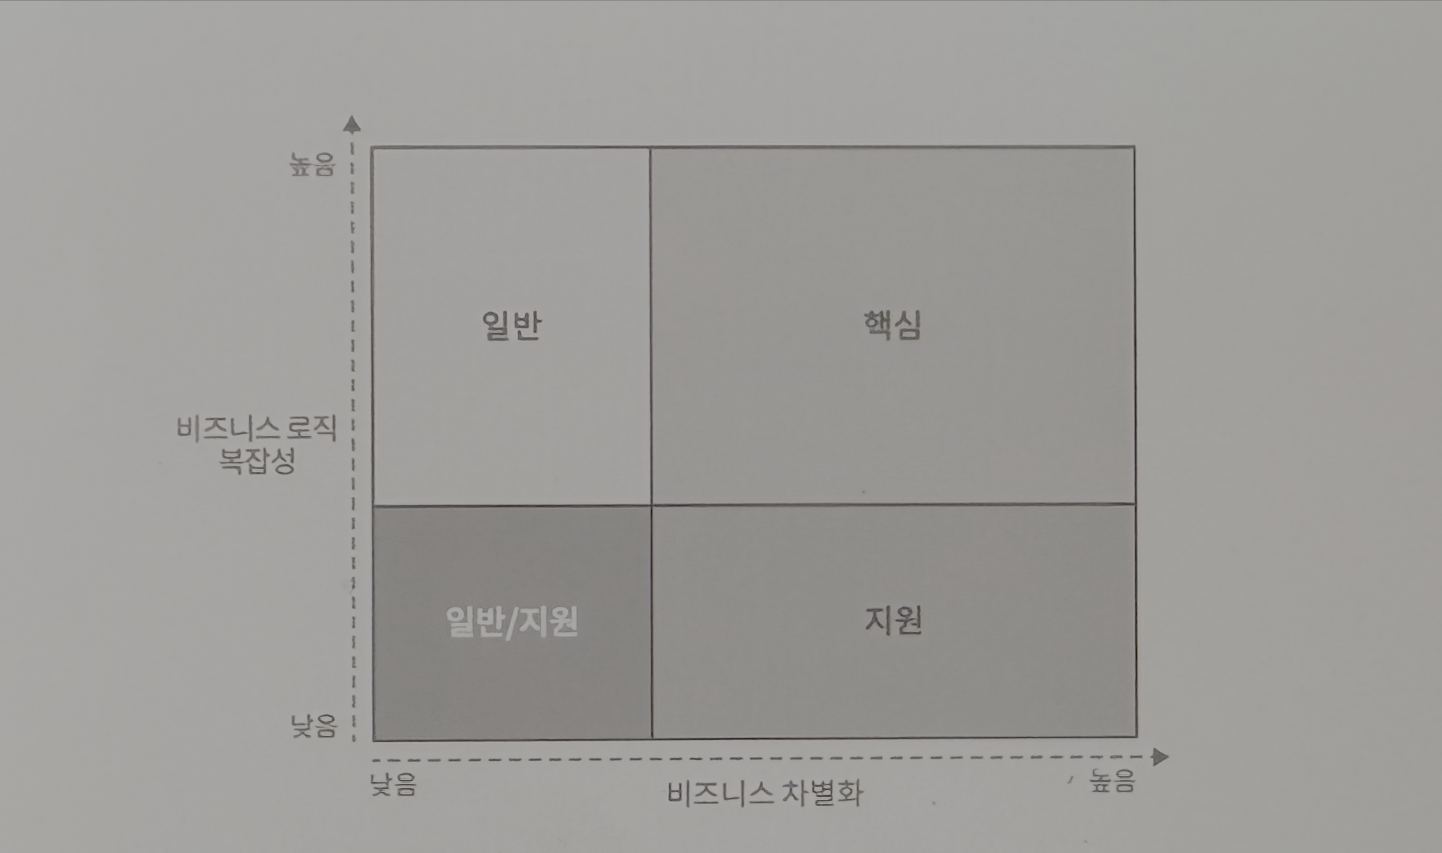 높음
일반
핵심
비즈니스 로직
복잡성
일반/지원
지원
낮음
낮음
비즈니스 차별화
높음